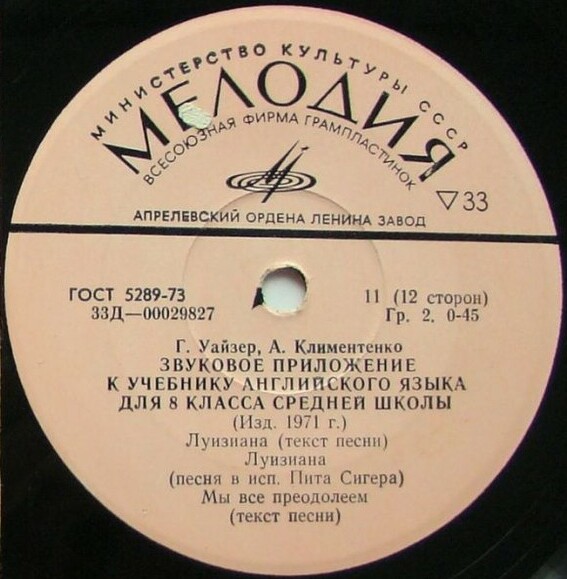 МИНИСТЕРСТВО КУЛЬТУРЫ СССР
МЕЛОДИЯ
ВСЕСОЮЗНАЯ ФИРМА ГРАМПЛАСТИНОК
▽33
АПРЕЛЕВСКИЙ ОРДЕНА ЛЕНИНА ЗАВОД
ГОСТ 5289-73
33Д—00029827
11 (12 сторон)
Гр. 2. 0-45
Г. Уайзер, А. Климентенко
ЗВУКОВОЕ ПРИЛОЖЕНИЕ
К УЧЕБНИКУ АНГЛИЙСКОГО ЯЗЫКА
ДЛЯ 8 КЛАССА СРЕДНЕЙ ШКОЛЫ
(Изд. 1971 г.)
Луизиана (текст песни)
Луизиана
(песня в исп. Пита Сигера)
Мы все преодолеем
(текст песни)